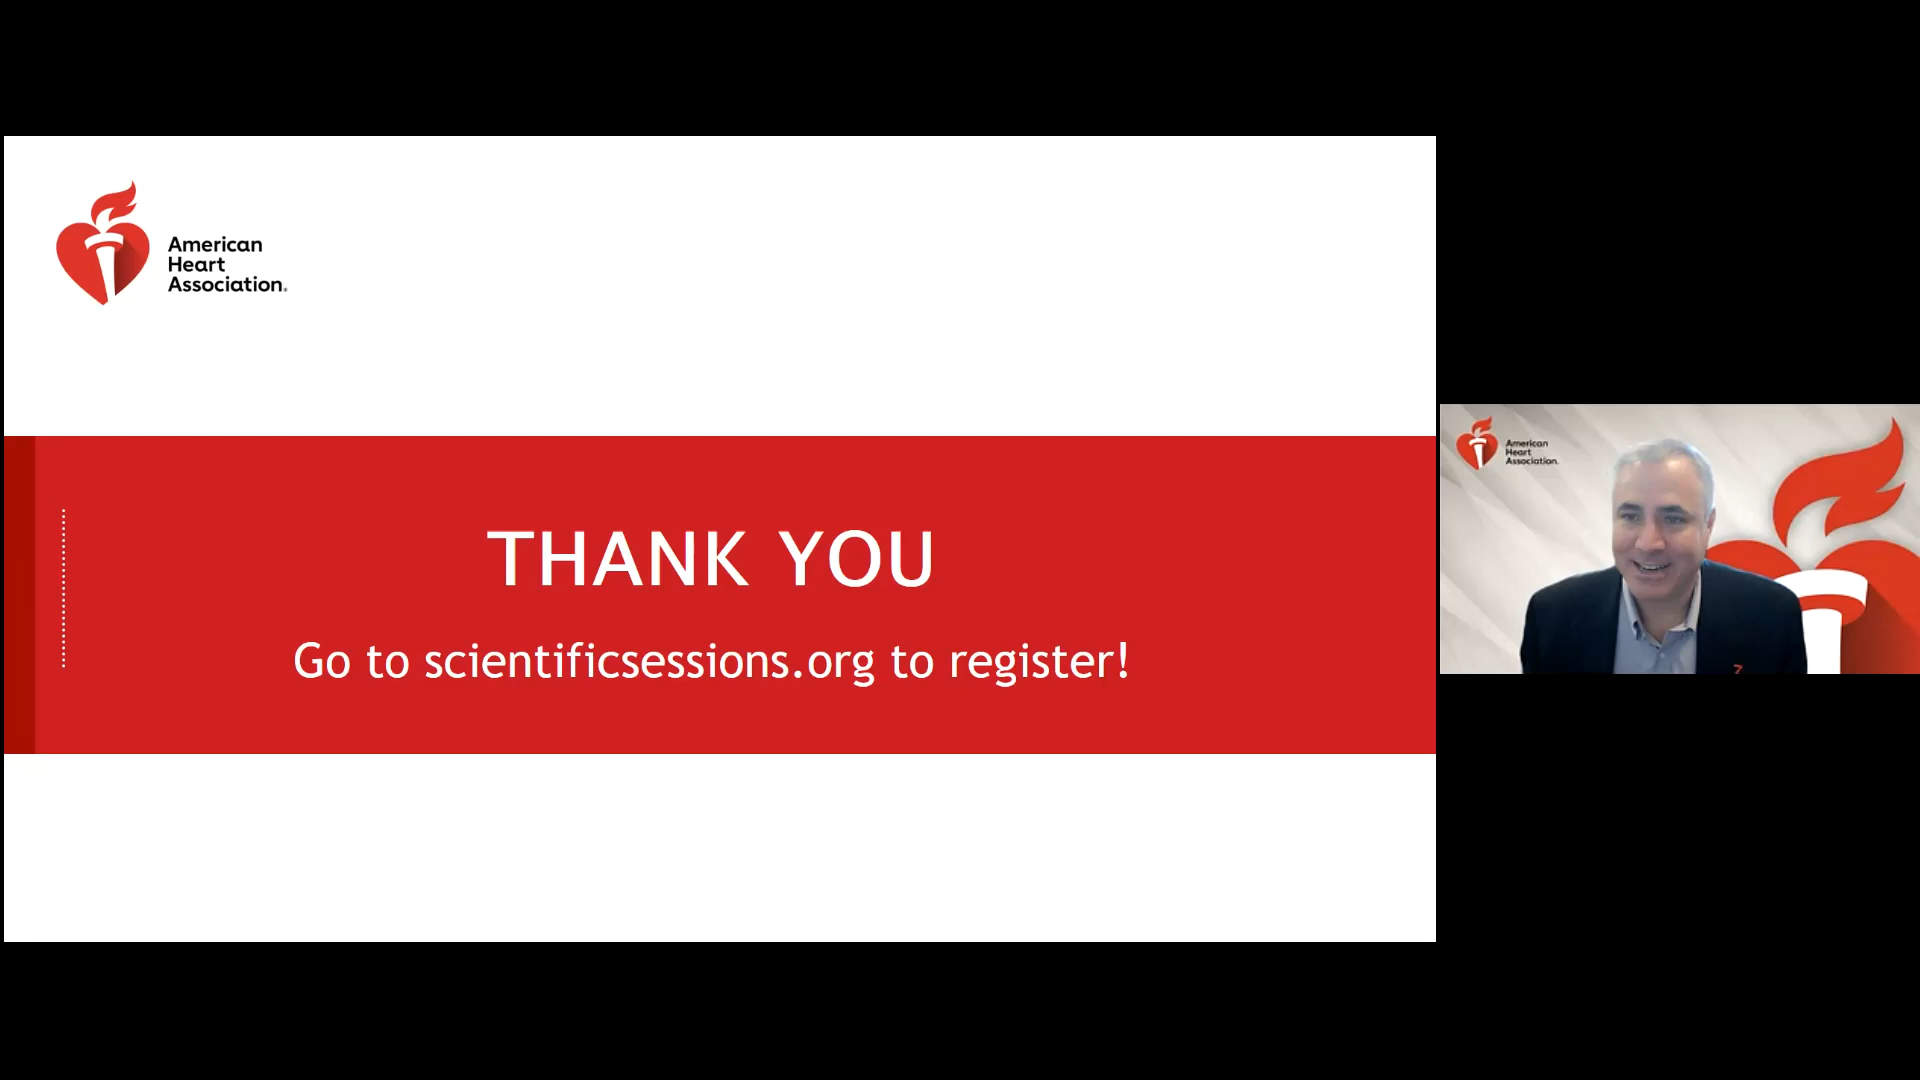 American
Heart
Association.
THANK YOU
Go to scientificsessions.org to register!
American
Heart
Association.